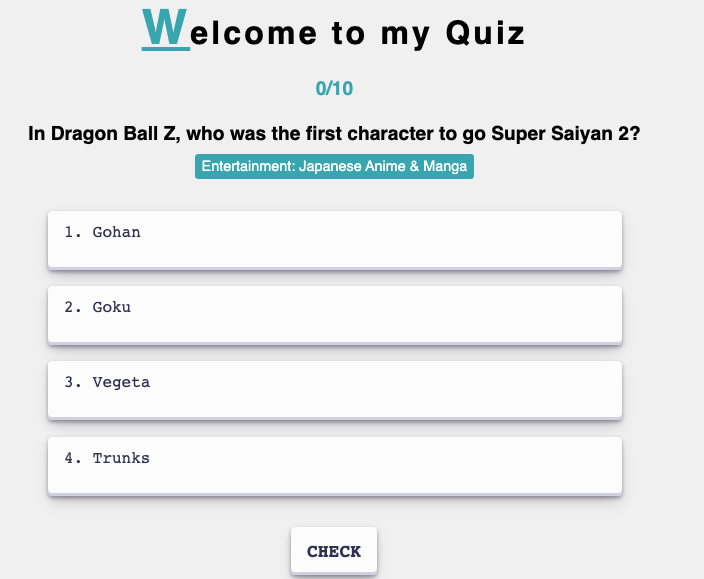 Welcome to my Quiz
0/10
In Dragon Ball Z, who was the first character to go Super Saiyan 2?
Entertainment: Japanese Anime & Manga
1. Gohan
2. Goku
3. Vegeta
4. Trunks
CHECK